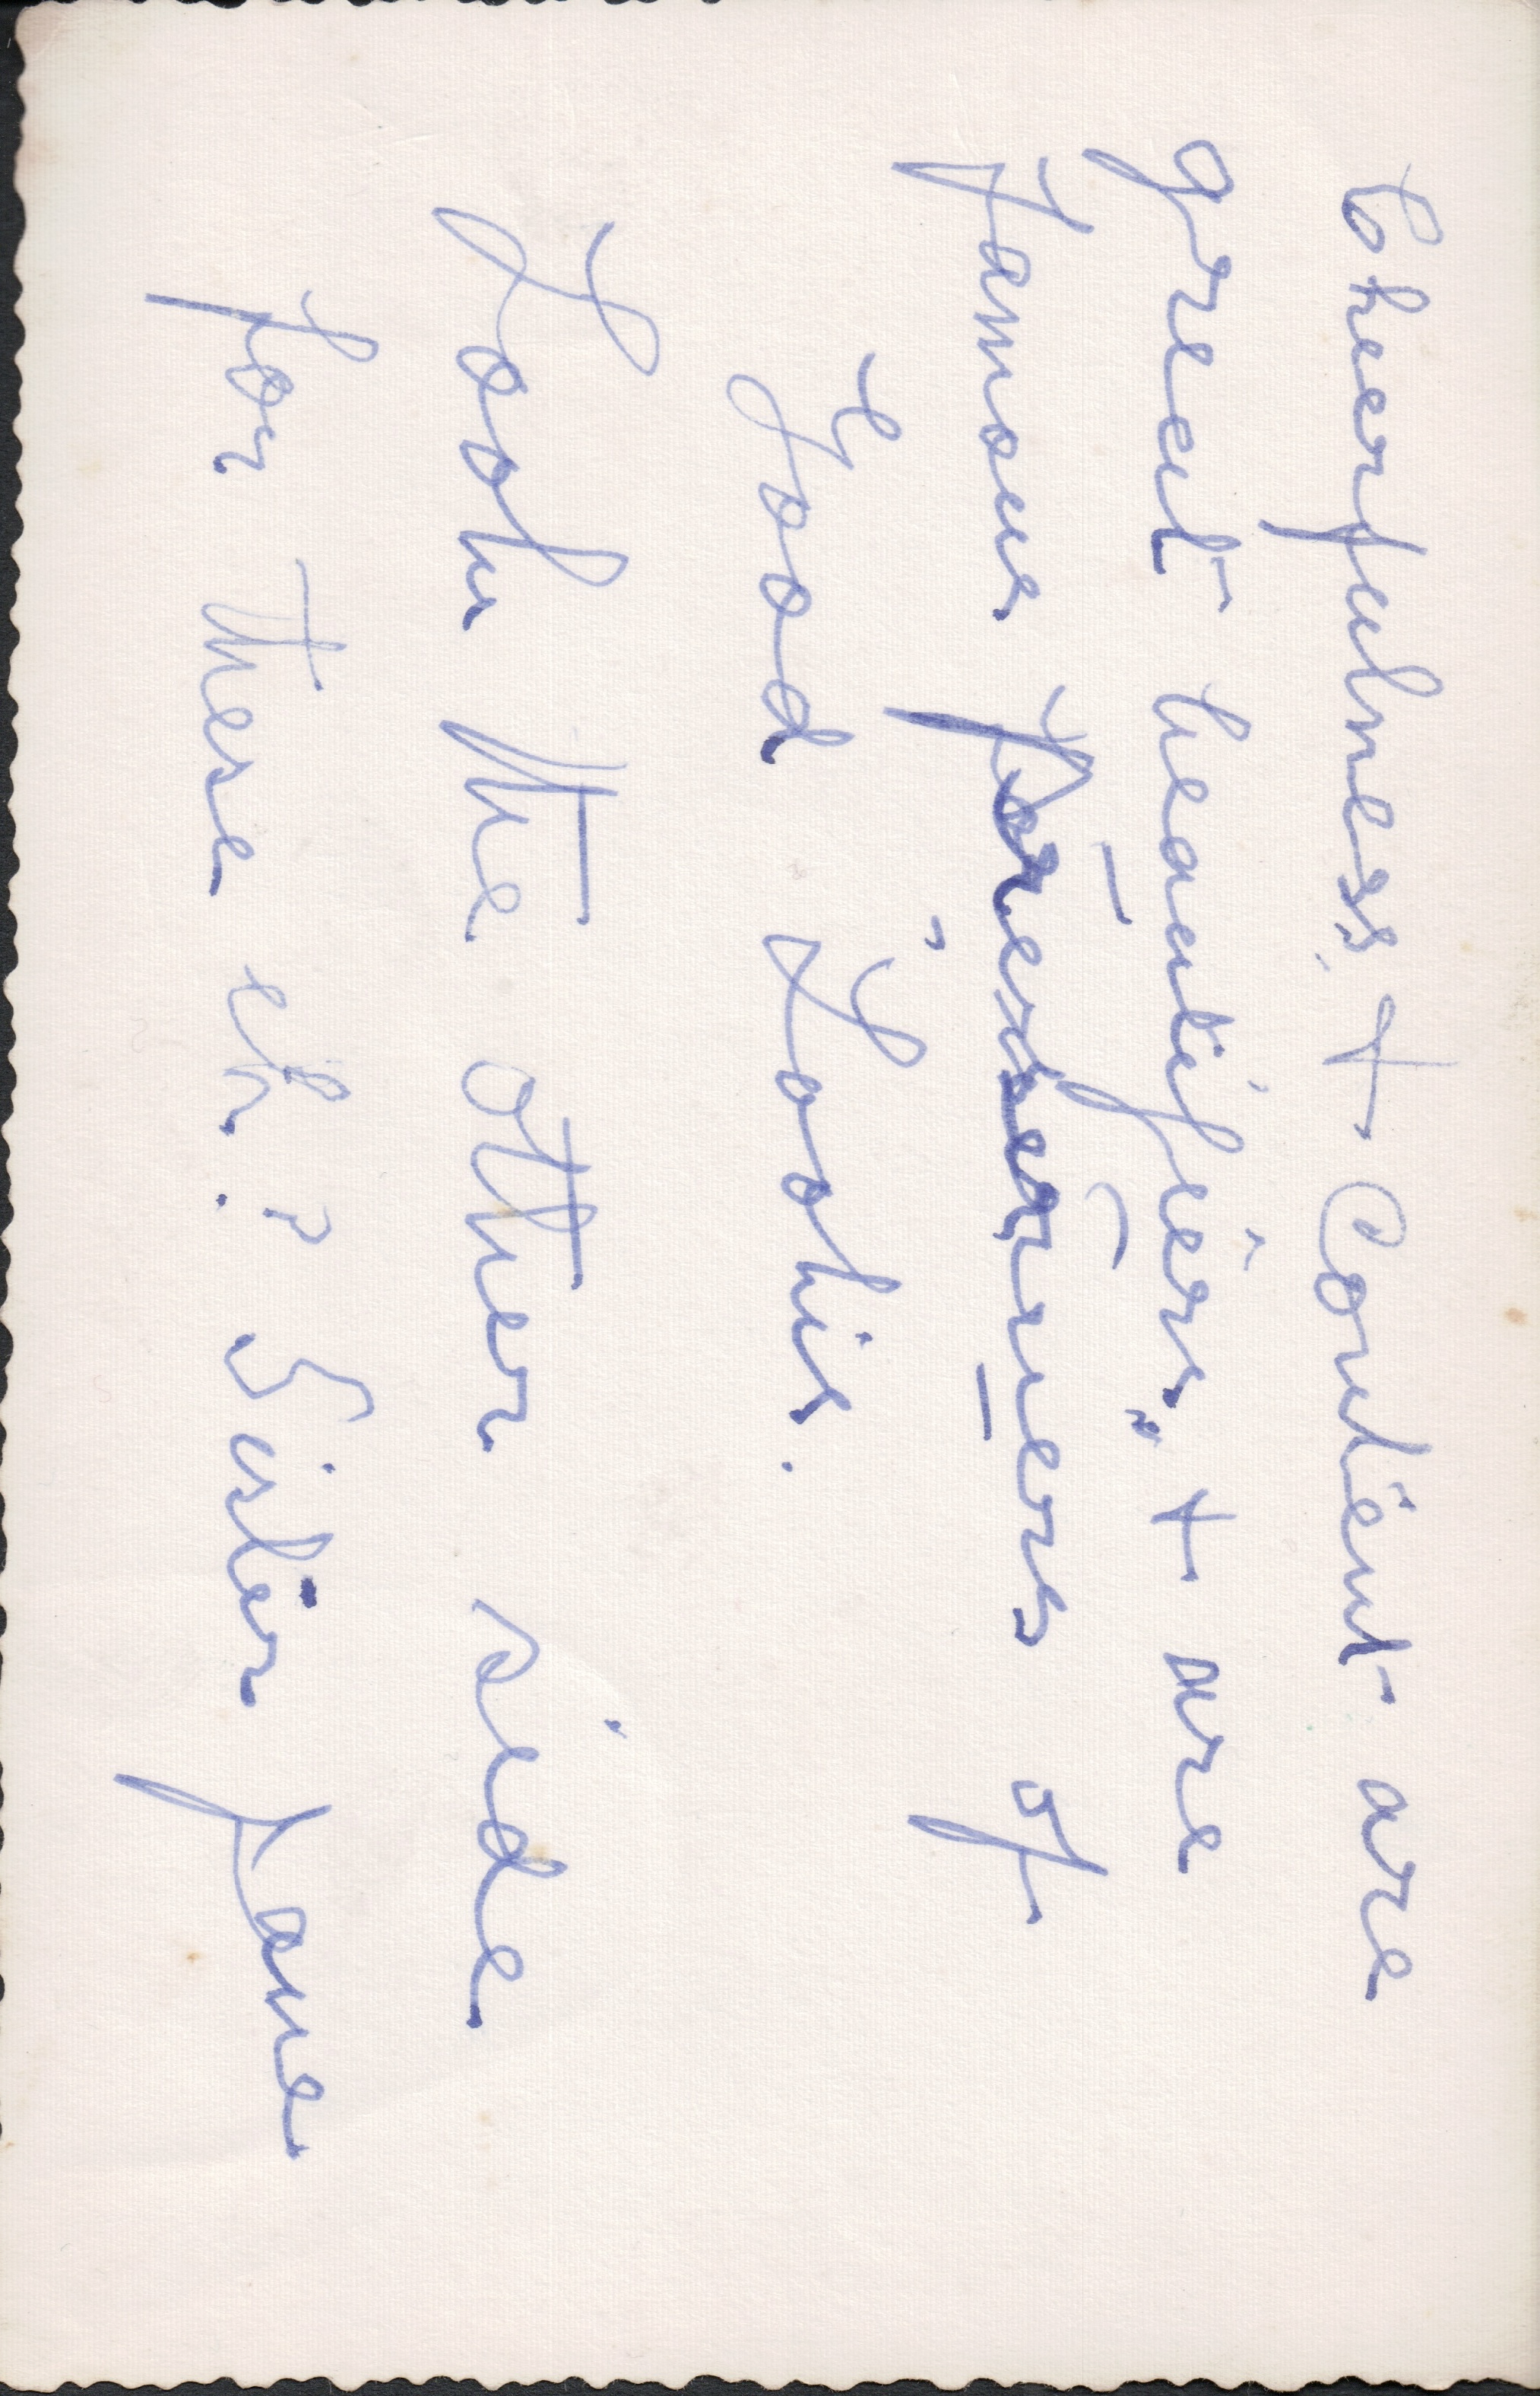 Cheerfulness & Content are
great beautifiers, & are
famous preservers of
Good Looks.
Look the other side
for these eh? Sister Jane